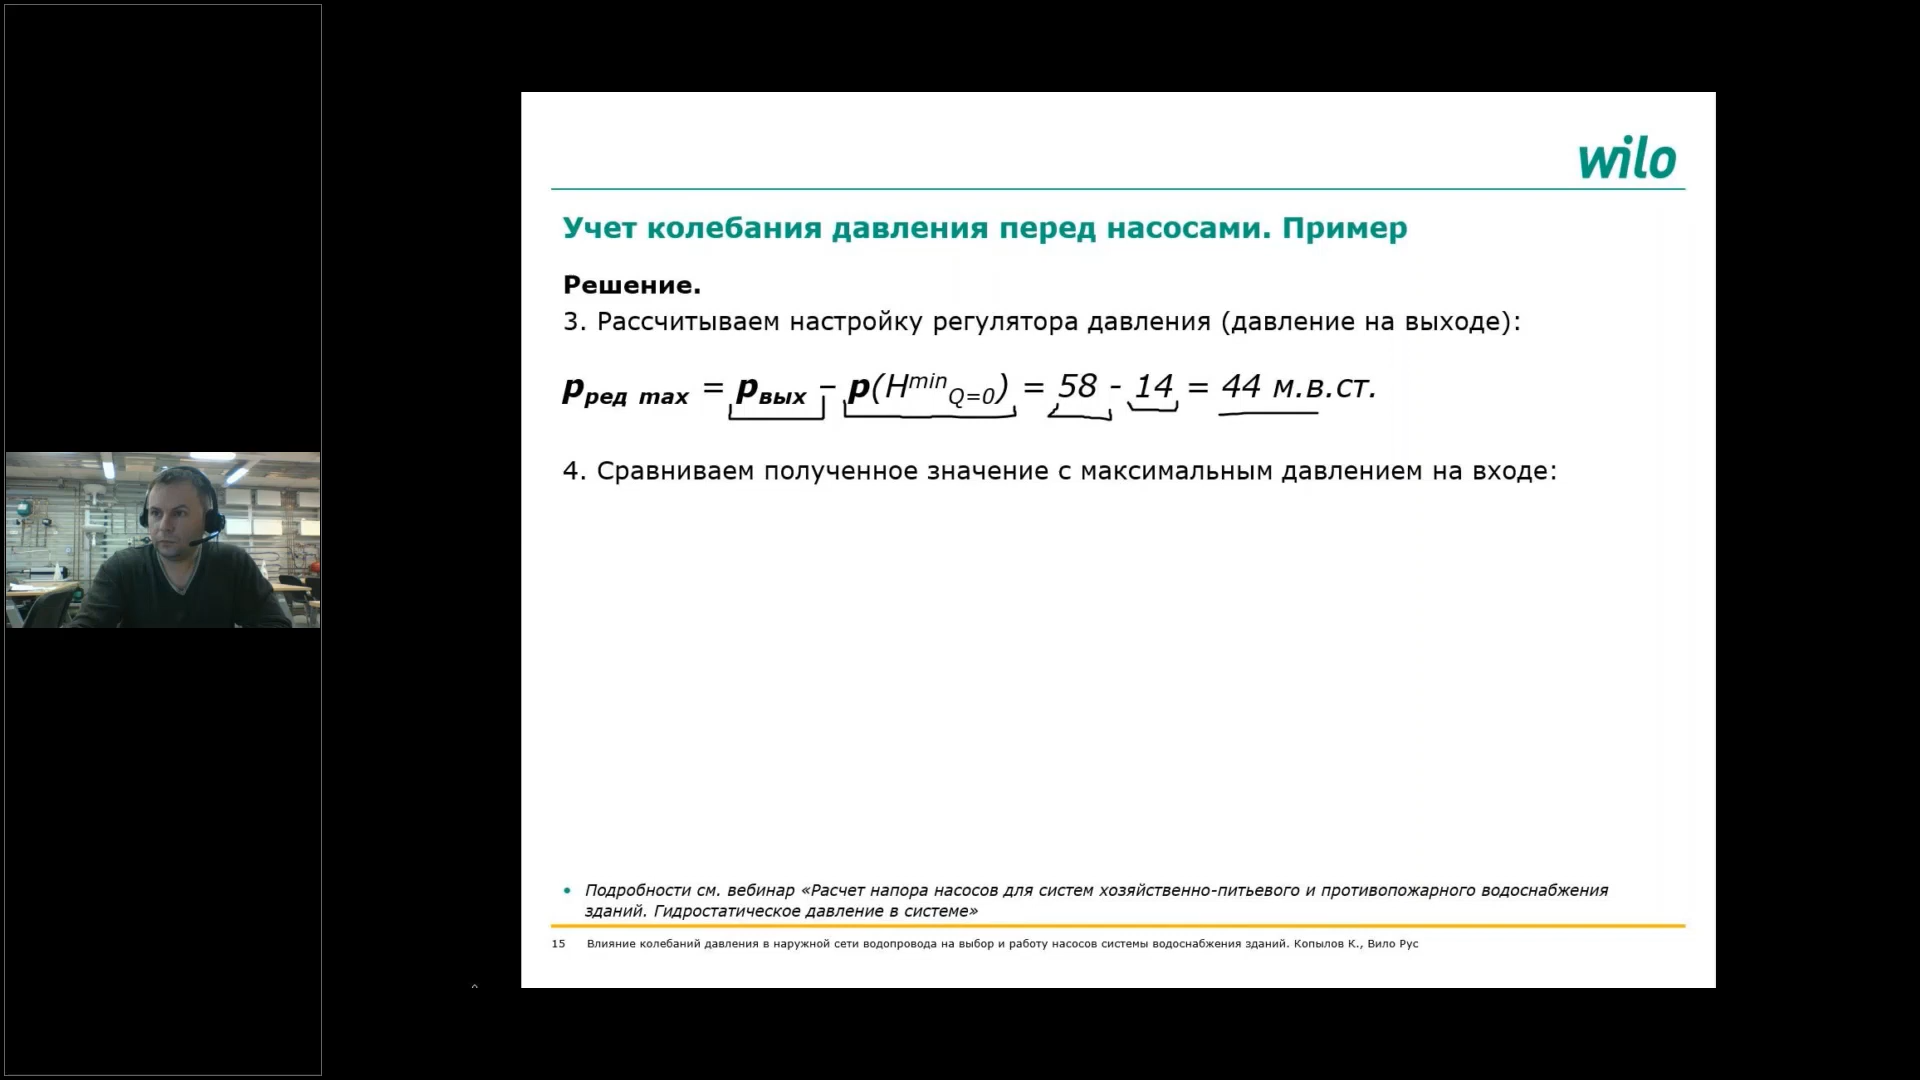 wilo
Учет колебания давления перед насосами. Пример
Решение.
3. Рассчитываем настройку регулятора давления (давление на выходе):
pред max = pвых – p(HminQ=0) = 58 - 14 = 44 м.в.ст.
4. Сравниваем полученное значение с максимальным давлением на входе:
• Подробности см. вебинар «Расчет напора насосов для систем хозяйственно-питьевого и противопожарного водоснабжения
зданий. Гидростатическое давление в системе»
15 Влияние колебаний давления в наружной сети водопровода на выбор и работу насосов системы водоснабжения зданий. Копылов К., Вило Рус